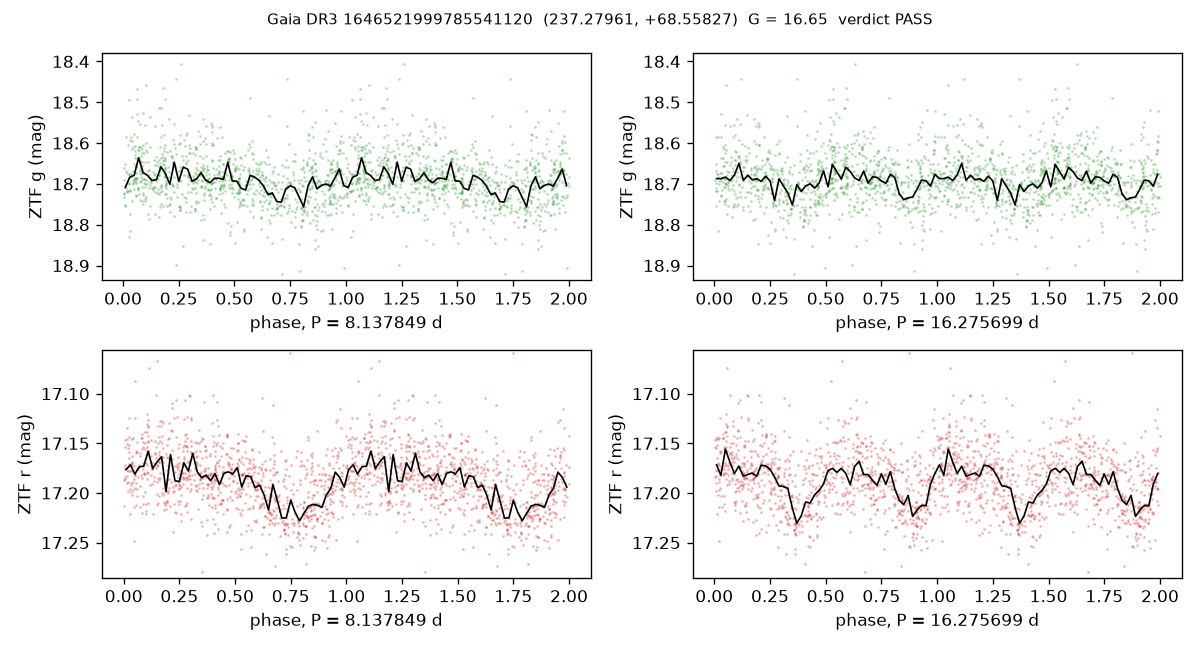 Gaia DR3 1646521999785541120  (237.27961, +68.55827)  G = 16.65  verdict PASS
ZTF g (mag)
18.4
18.5
18.6
18.7
18.8
18.9
0.00 0.25 0.50 0.75 1.00 1.25 1.50 1.75 2.00
phase, P = 8.137849 d
ZTF g (mag)
18.4
18.5
18.6
18.7
18.8
18.9
0.00 0.25 0.50 0.75 1.00 1.25 1.50 1.75 2.00
phase, P = 16.275699 d
ZTF r (mag)
17.10
17.15
17.20
17.25
0.00 0.25 0.50 0.75 1.00 1.25 1.50 1.75 2.00
phase, P = 8.137849 d
ZTF r (mag)
17.10
17.15
17.20
17.25
0.00 0.25 0.50 0.75 1.00 1.25 1.50 1.75 2.00
phase, P = 16.275699 d